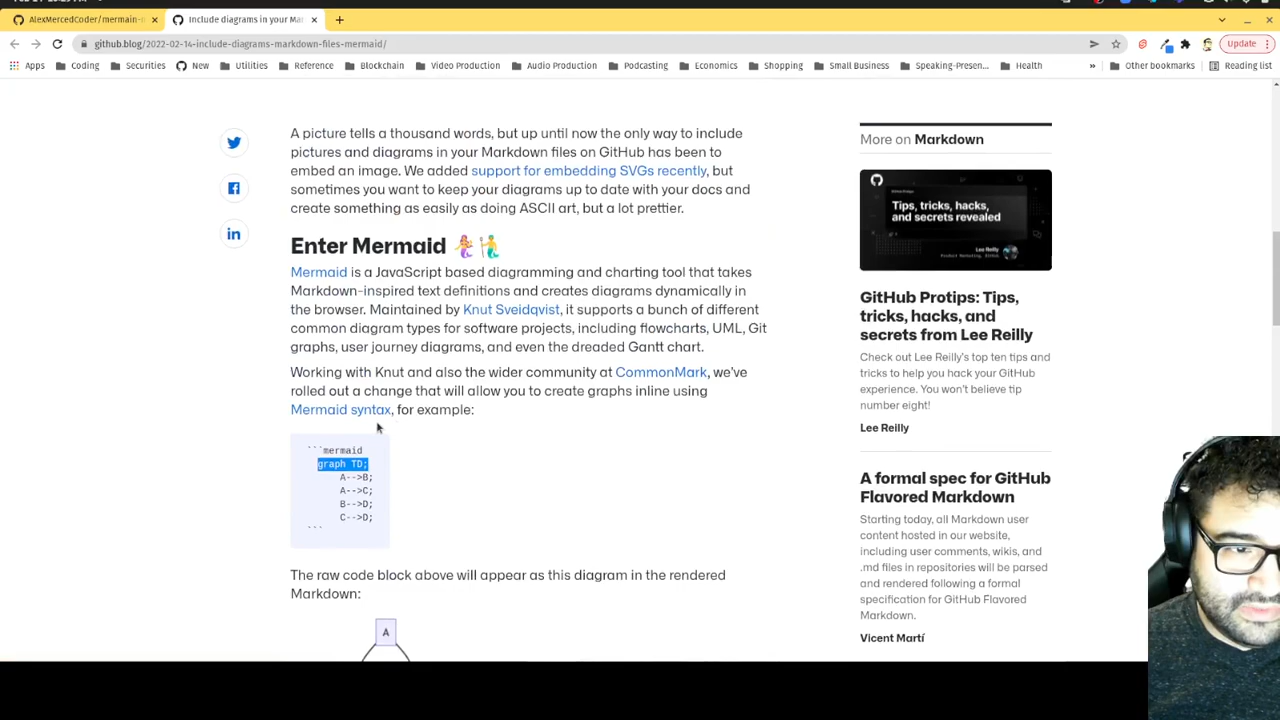 AlexMercedCoder/mermain-
Include diagrams in your Mar
github.blog/2022-02-14-include-diagrams-markdown-files-mermaid/
Update
Apps
Coding
Securities
New
Utilities
Reference
Blockchain
Video Production
Audio Production
Podcasting
Economics
Shopping
Small Business
Speaking-Presen...
Health
»
Other bookmarks
Reading list
A picture tells a thousand words, but up until now the only way to include
pictures and diagrams in your Markdown files on GitHub has been to
embed an image. We added support for embedding SVGs recently, but
sometimes you want to keep your diagrams up to date with your docs and
create something as easily as doing ASCII art, but a lot prettier.
Enter Mermaid
Mermaid is a JavaScript based diagramming and charting tool that takes
Markdown-inspired text definitions and creates diagrams dynamically in
the browser. Maintained by Knut Sveidqvist, it supports a bunch of different
common diagram types for software projects, including flowcharts, UML, Git
graphs, user journey diagrams, and even the dreaded Gantt chart.
Working with Knut and also the wider community at CommonMark, we've
rolled out a change that will allow you to create graphs inline using
Mermaid syntax, for example:
```mermaid
graph TD;
A-->B;
A-->C;
B-->D;
C-->D;
```
The raw code block above will appear as this diagram in the rendered
Markdown:
A
More on Markdown
Tips, tricks, hacks,
and secrets revealed
Lee Reilly
GitHub Protips: Tips,
tricks, hacks, and
secrets from Lee Reilly
Check out Lee Reilly's top ten tips and
tricks to help you hack your GitHub
experience. You won't believe tip
number eight!
Lee Reilly
A formal spec for GitHub
Flavored Markdown
Starting today, all Markdown user
content hosted in our website,
including user comments, wikis, and
.md files in repositories will be parsed
and rendered following a formal
specification for GitHub Flavored
Markdown.
Vicent Martí